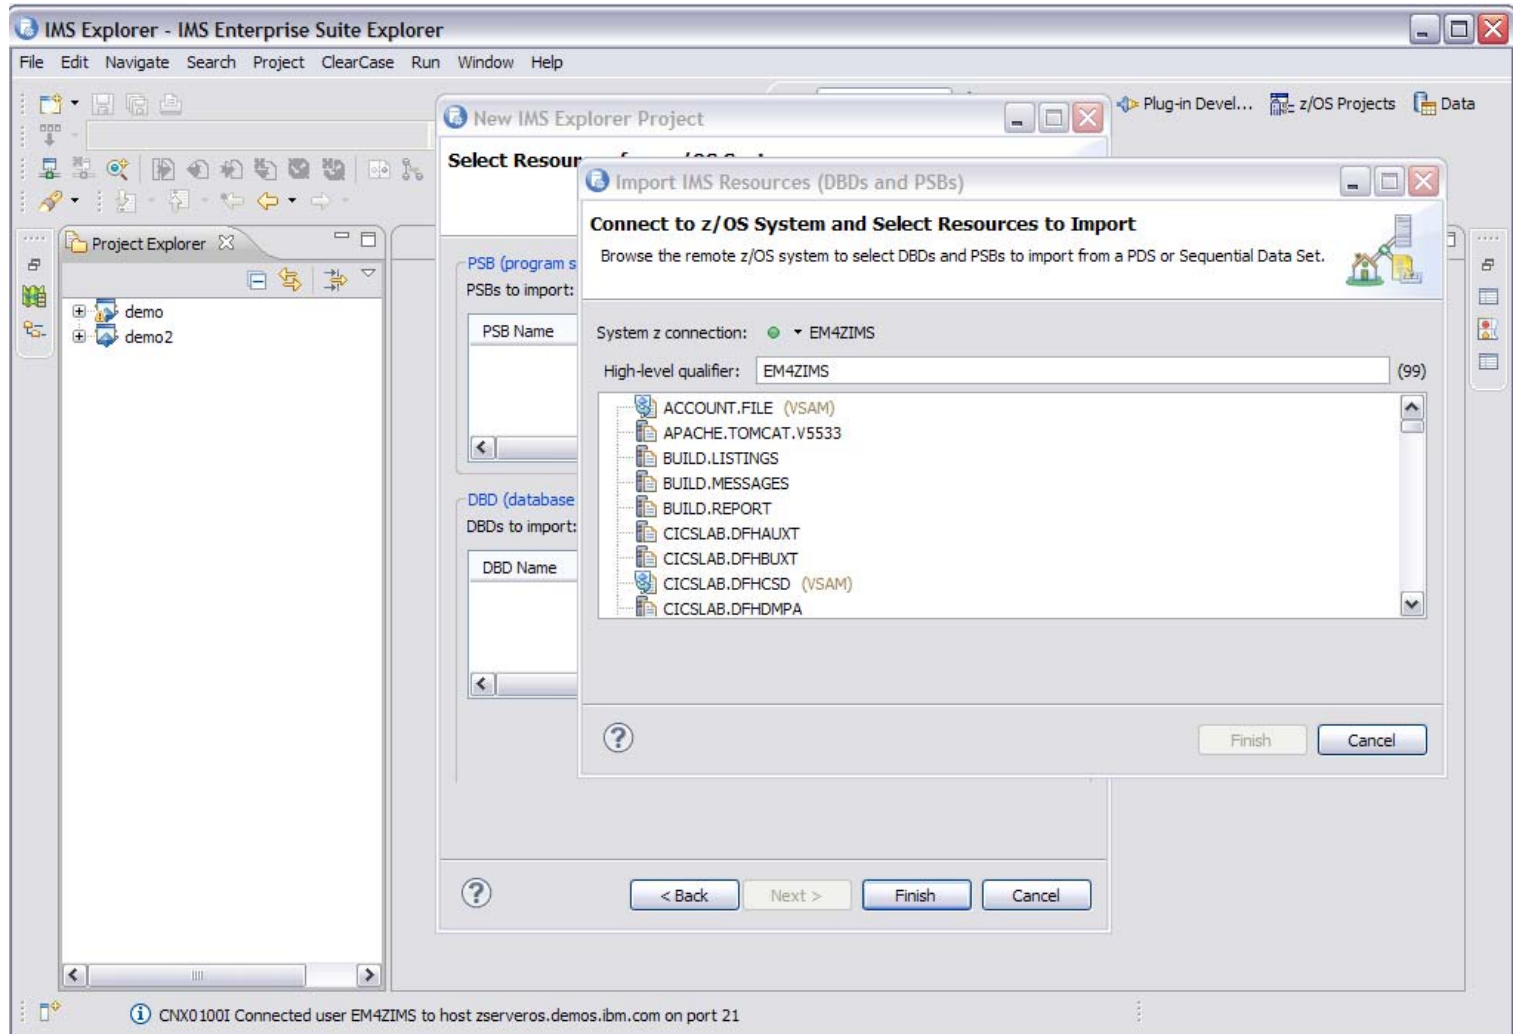 IMS Explorer - IMS Enterprise Suite Explorer
File Edit Navigate Search Project ClearCase Run Window Help
Plug-in Devel... z/OS Projects Data
New IMS Explorer Project
Select
Import IMS Resources (DBDs and PSBs)
Connect to z/OS System and Select Resources to Import
Browse the remote z/OS system to select DBDs and PSBs to import from a PDS or Sequential Data Set.
Project Explorer
demo
demo2
PSB (program s
PSBs to import:
PSB Name
DBD (database
DBDs to import:
DBD Name
System z connection: EM4ZIMS
High-level qualifier: EM4ZIMS (99)
ACCOUNT.FILE (VSAM)
APACHE.TOMCAT.V5533
BUILD.LISTINGS
BUILD.MESSAGES
BUILD.REPORT
CICSLAB.DFHAUXT
CICSLAB.DFHBUXT
CICSLAB.DFHCSD (VSAM)
CICSLAB.DFHDMPA
? Finish Cancel
? < Back Next > Finish Cancel
CNX0100I Connected user EM4ZIMS to host zserveros.demos.ibm.com on port 21